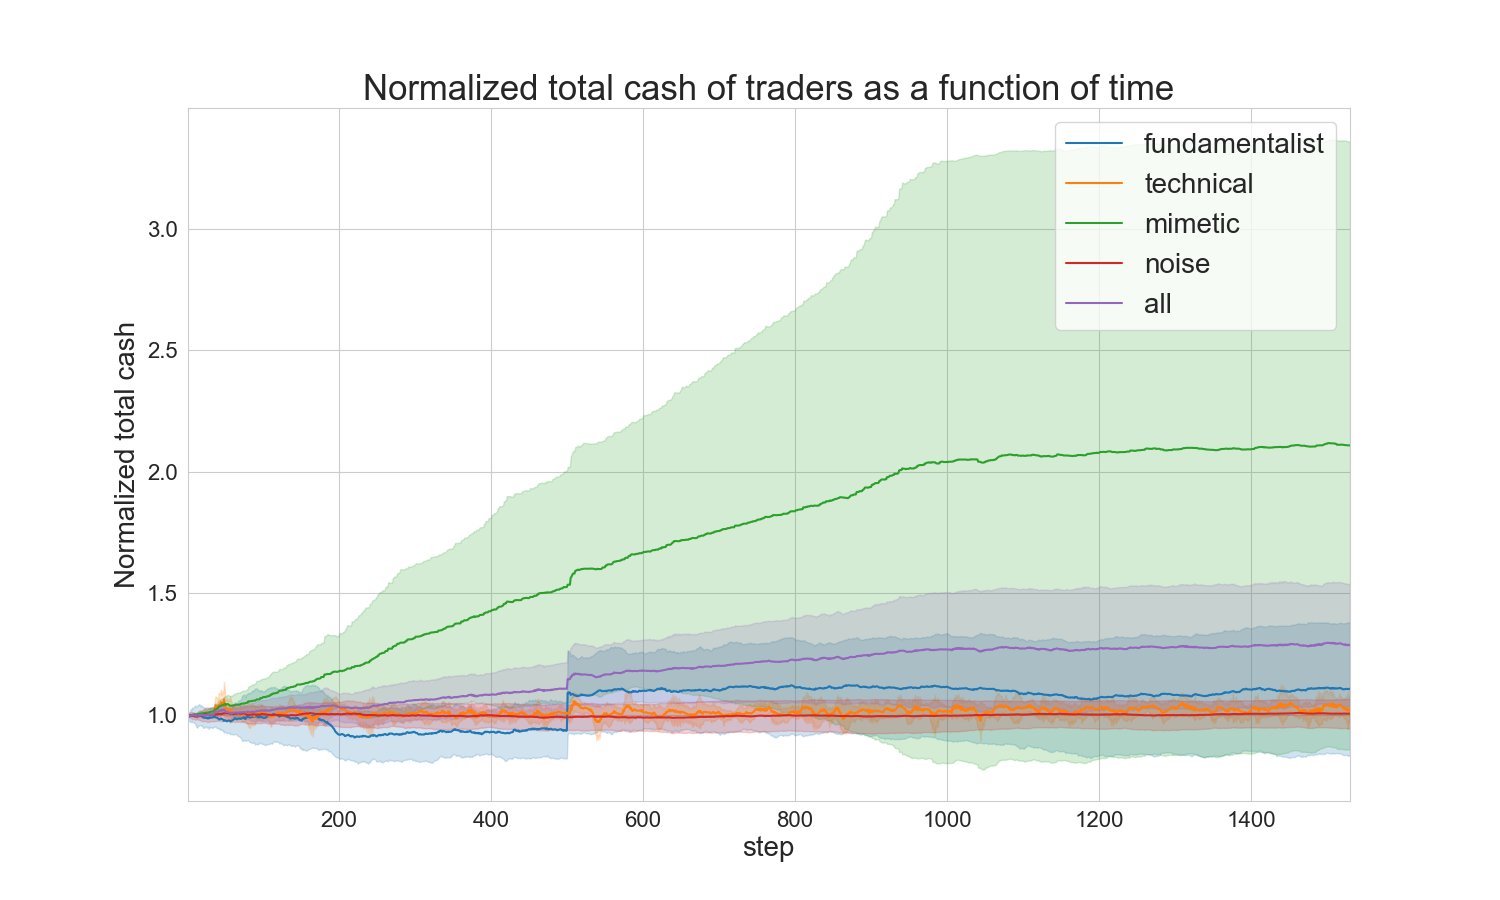 Normalized total cash of traders as a function of time
fundamentalist
technical
mimetic
noise
all
Normalized total cash
3.0
2.5
2.0
1.5
1.0
200 400 600 800 1000 1200 1400
step